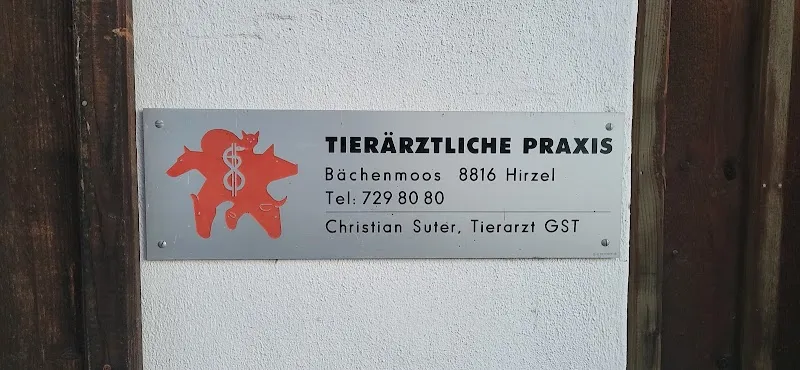 TIERÄRZTLICHE PRAXIS
Bächenmoos 8816 Hirzel
Tel: 729 80 80
Christian Suter, Tierarzt GST